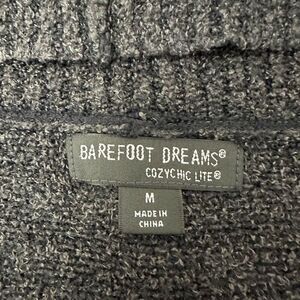 BAREFOOT DREAMS®
COZYCHIC LITE®
M
MADE IN
CHINA